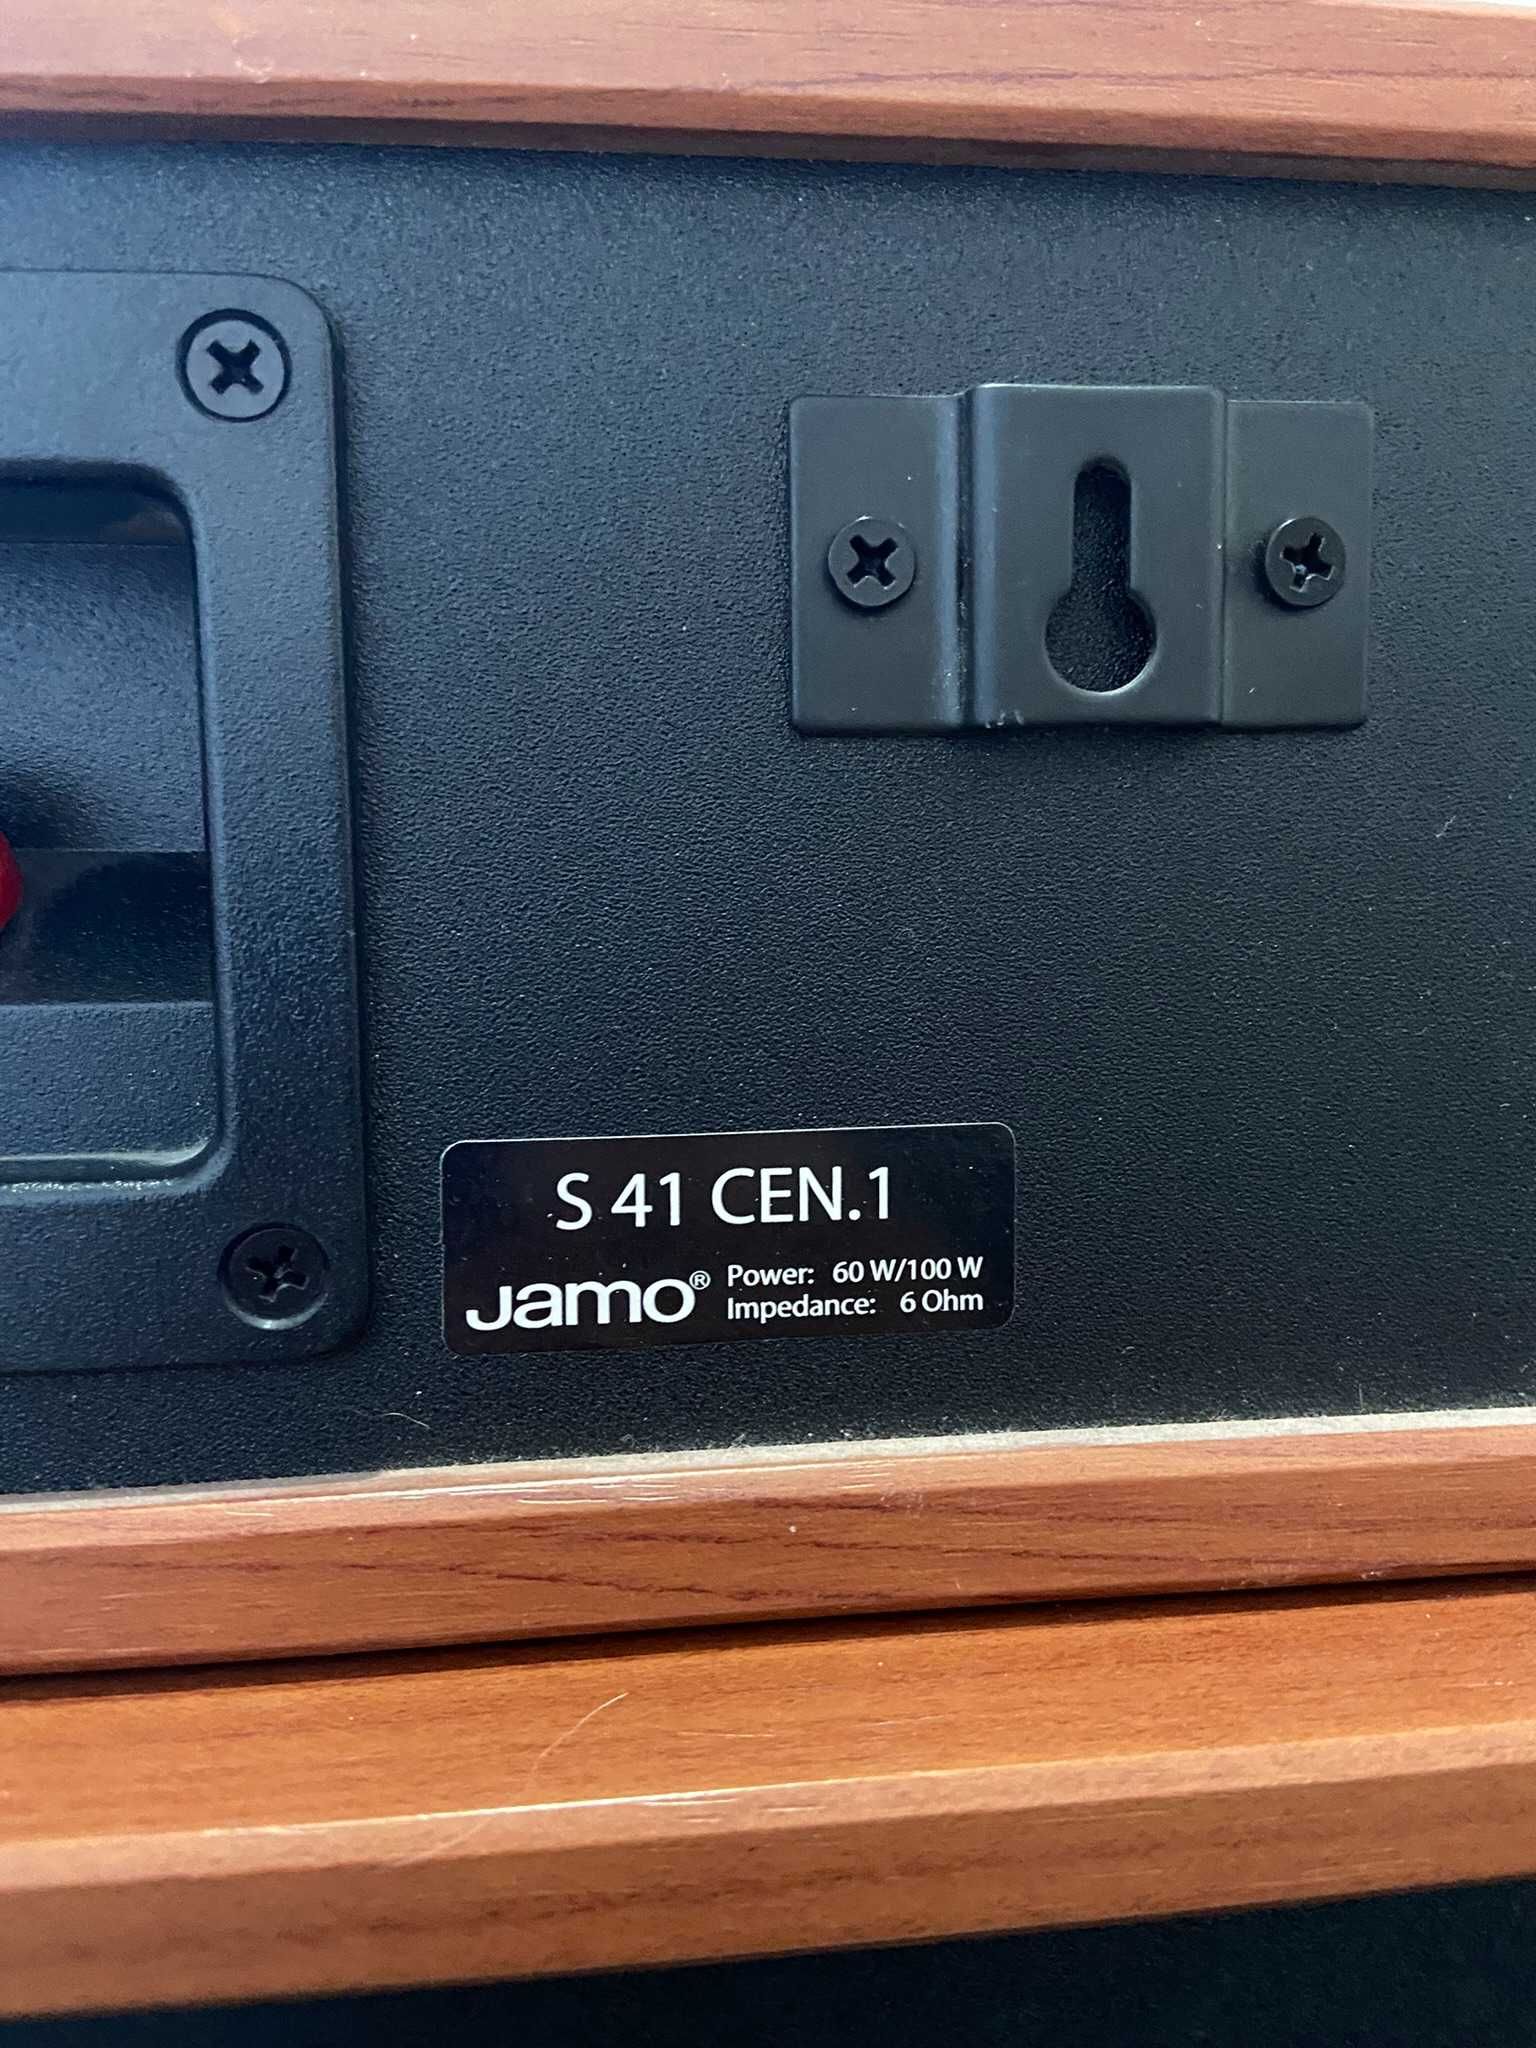 S 41 CEN.1
Jamo®
Power: 60 W/100 W
Impedance: 6 Ohm